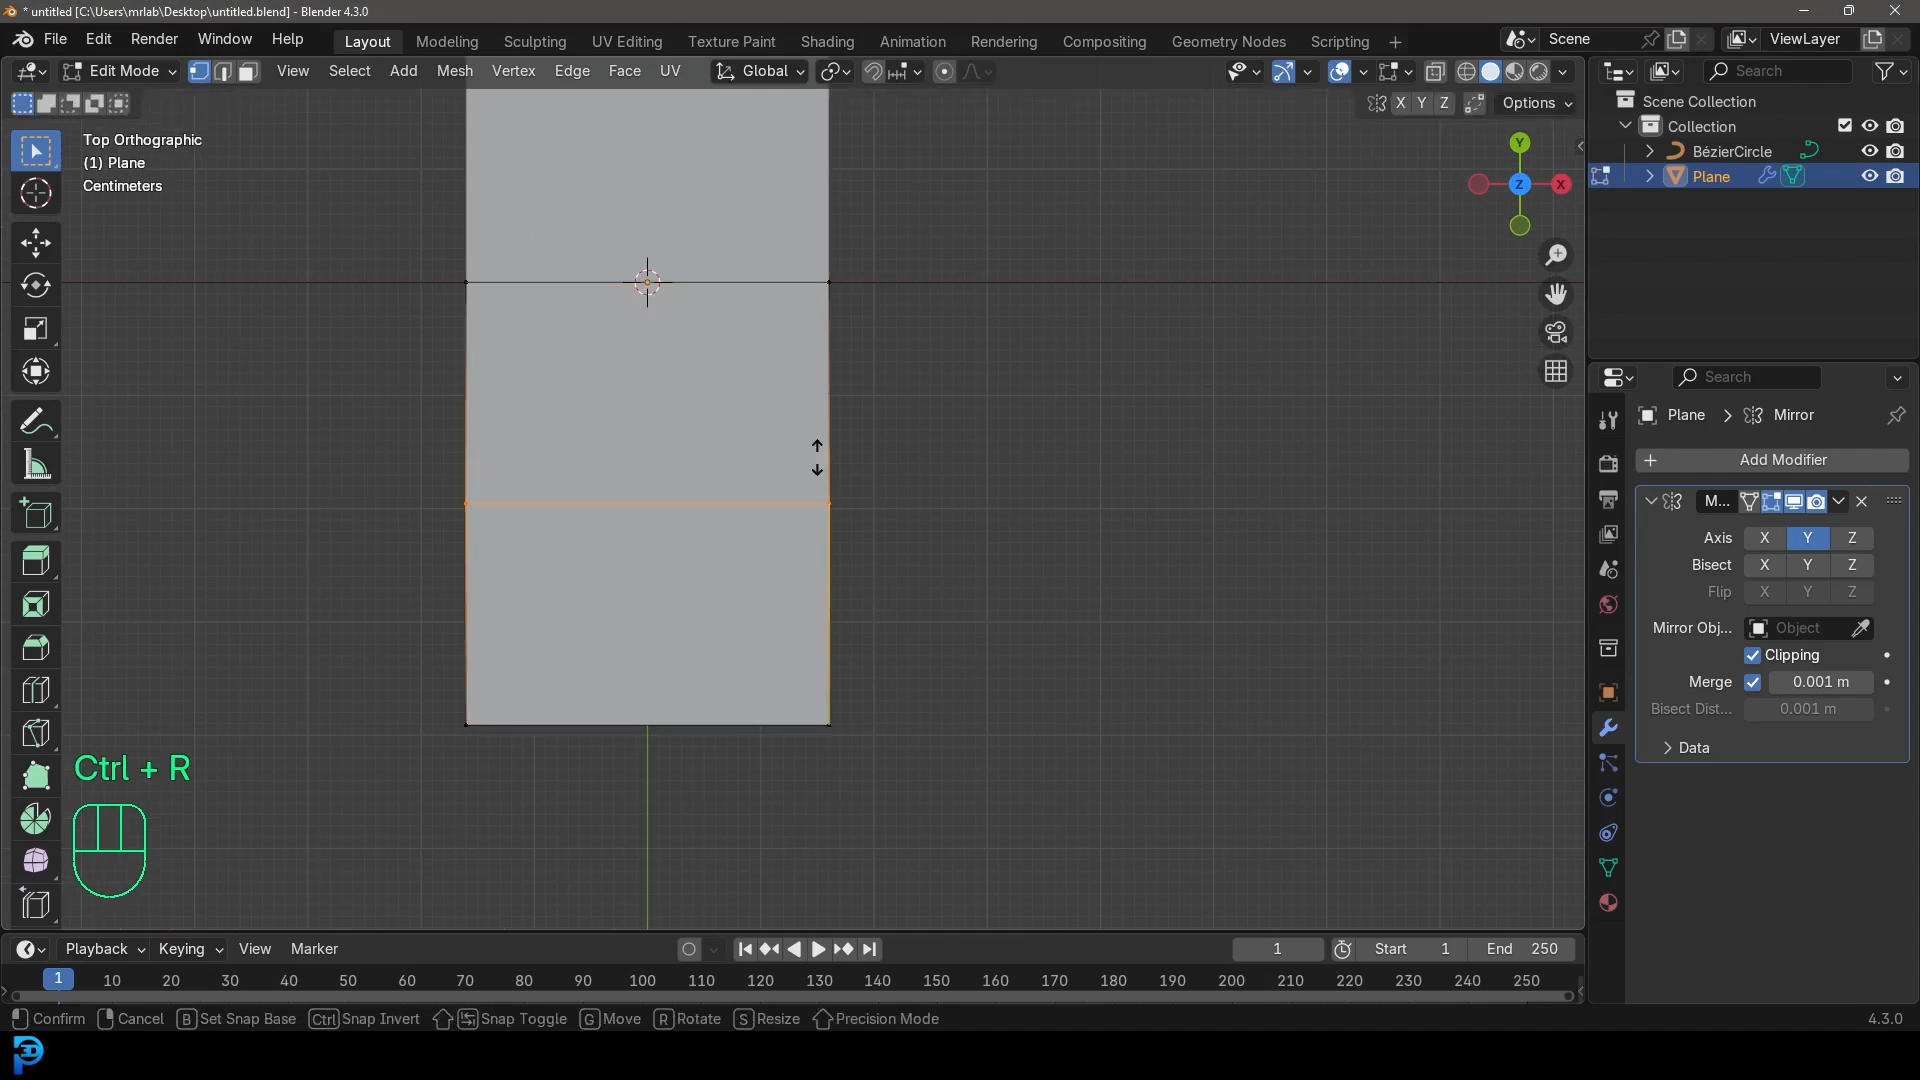 * untitled [C:\Users\mrlab\Desktop\untitled.blend] - Blender 4.3.0
File Edit Render Window Help Layout Modeling Sculpting UV Editing Texture Paint Shading Animation Rendering Compositing Geometry Nodes Scripting + Scene ViewLayer
Edit Mode View Select Add Mesh Vertex Edge Face UV Global Search
X Y Z Options
Scene Collection
Collection
BézierCircle
Plane
Top Orthographic
(1) Plane
Centimeters
Y
X
Z
Search
Plane > Mirror
+ Add Modifier
M...
Axis X Y Z
Bisect X Y Z
Flip X Y Z
Mirror Obj... Object
Clipping
Merge 0.001 m
Bisect Dist... 0.001 m
Data
Ctrl + R
Playback Keying View Marker 1 Start 1 End 250
1 10 20 30 40 50 60 70 80 90 100 110 120 130 140 150 160 170 180 190 200 210 220 230 240 250
Confirm Cancel B Set Snap Base Ctrl Snap Invert Snap Toggle G Move R Rotate S Resize Precision Mode 4.3.0